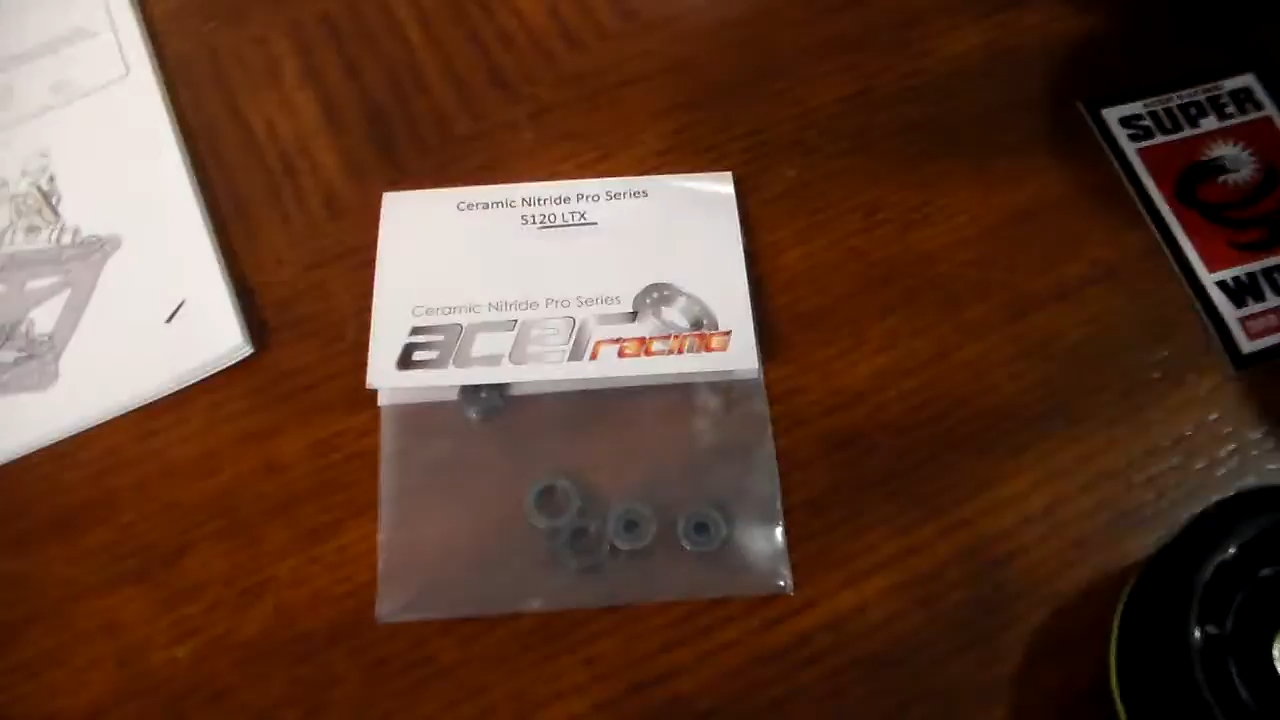 Ceramic Nitride Pro Series
S120 LTX
Ceramic Nitride Pro Series
acer racing
SUPER